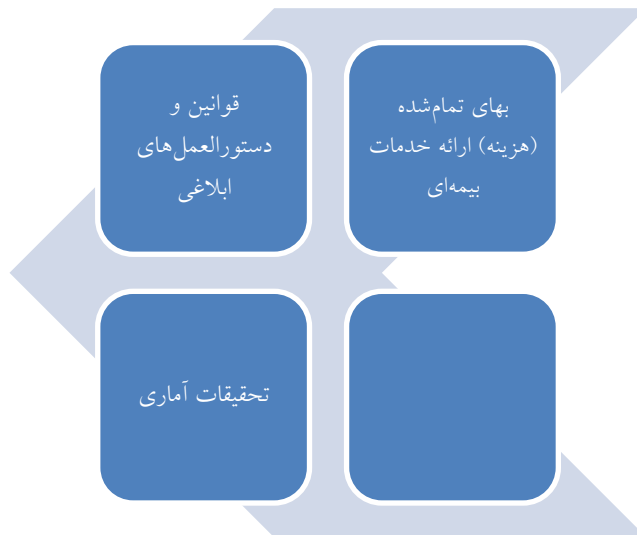 بهای تمام‌شده
(هزینه) ارائه خدمات
بیمه‌ای
قوانین و
دستورالعمل‌های
ابلاغی
تحقیقات آماری